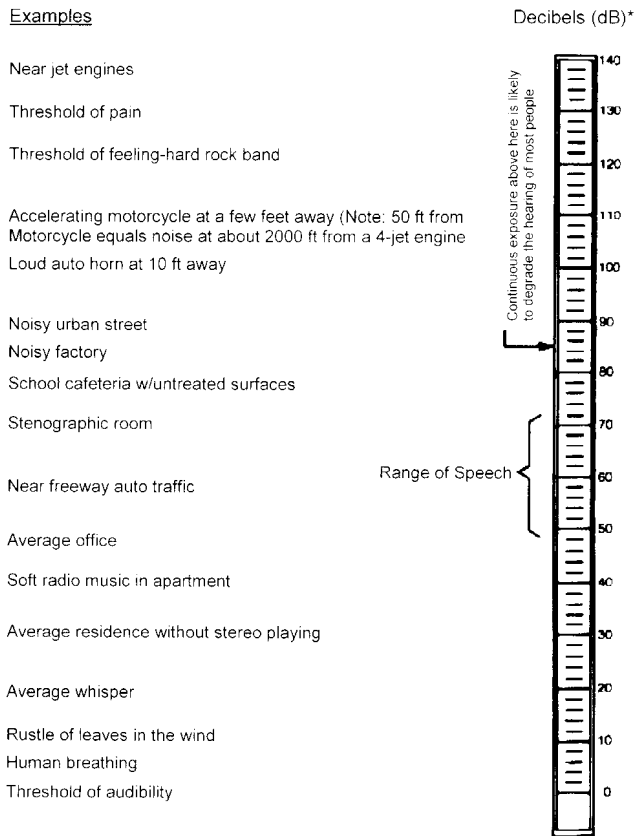 Examples
Decibels (dB)*
Near jet engines
Threshold of pain
Threshold of feeling-hard rock band
Accelerating motorcycle at a few feet away (Note: 50 ft from
Motorcycle equals noise at about 2000 ft from a 4-jet engine
Loud auto horn at 10 ft away
Noisy urban street
Noisy factory
School cafeteria w/untreated surfaces
Stenographic room
Near freeway auto traffic
Average office
Soft radio music in apartment
Average residence without stereo playing
Average whisper
Rustle of leaves in the wind
Human breathing
Threshold of audibility
Continuous exposure above here is likely
to degrade the hearing of most people
Range of Speech
140
130
120
110
100
90
80
70
60
50
40
30
20
10
0